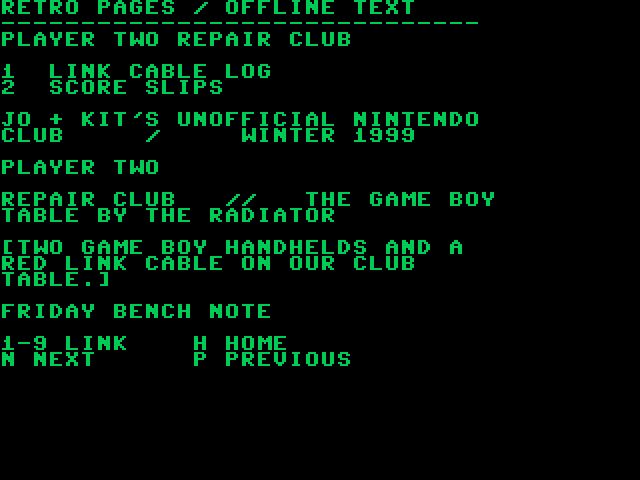 RETRO PAGES / OFFLINE TEXT
------------------------------
PLAYER TWO REPAIR CLUB
1  LINK CABLE LOG
2  SCORE SLIPS
JO + KIT'S UNOFFICIAL NINTENDO
CLUB     /     WINTER 1999
PLAYER TWO
REPAIR CLUB   //   THE GAME BOY
TABLE BY THE RADIATOR
[TWO GAME BOY HANDHELDS AND A
RED LINK CABLE ON OUR CLUB
TABLE.]
FRIDAY BENCH NOTE
1-9 LINK    H HOME
N NEXT      P PREVIOUS